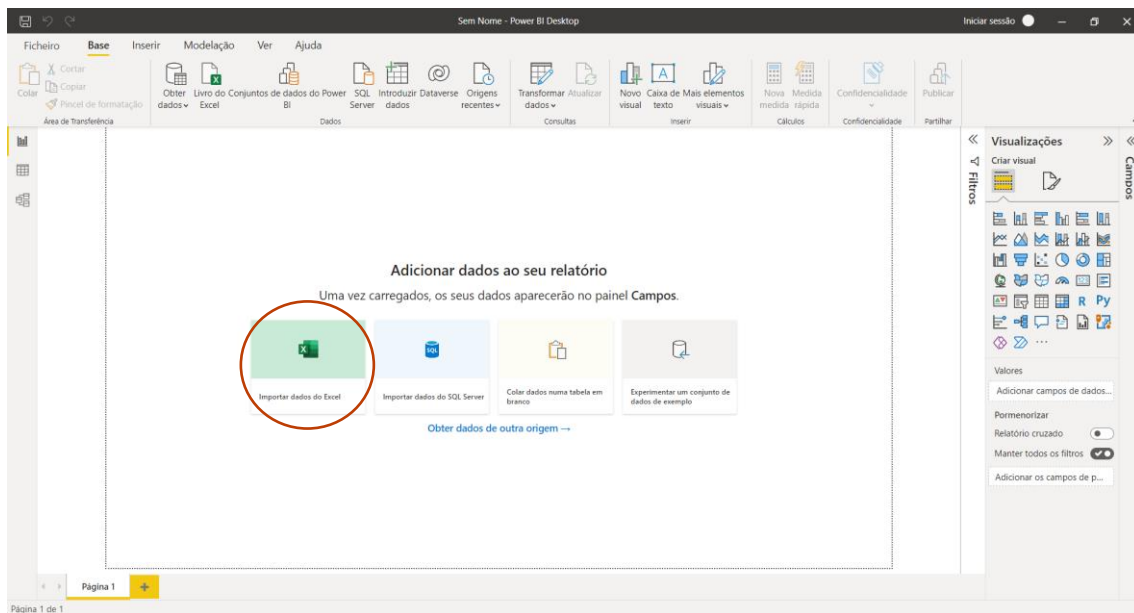 Sem Nome - Power BI Desktop
Iniciar sessão
Ficheiro Base Inserir Modelação Ver Ajuda
Colar
Cortar
Copiar
Pincel de formatação
Obter dados
Livro do Excel
Conjuntos de dados do Power BI
SQL Server
Introduzir dados
Dataverse
Origens recentes
Transformar dados
Atualizar
Novo visual
Caixa de texto
Mais elementos visuais
Nova medida
Medida rápida
Confidencialidade
Publicar
Área de Transferência
Dados
Consultas
Inserir
Cálculos
Confidencialidade
Partilhar
Adicionar dados ao seu relatório
Uma vez carregados, os seus dados aparecerão no painel Campos.
SQL
Importar dados do Excel
Importar dados do SQL Server
Colar dados numa tabela em
branco
Experimentar um conjunto de
dados de exemplo
Obter dados de outra origem →
Filtros
Visualizações
Criar visual
R Py
Valores
Adicionar campos de dados...
Pormenorizar
Relatório cruzado
Manter todos os filtros
Adicionar os campos de p...
Campos
Página 1
Página 1 de 1